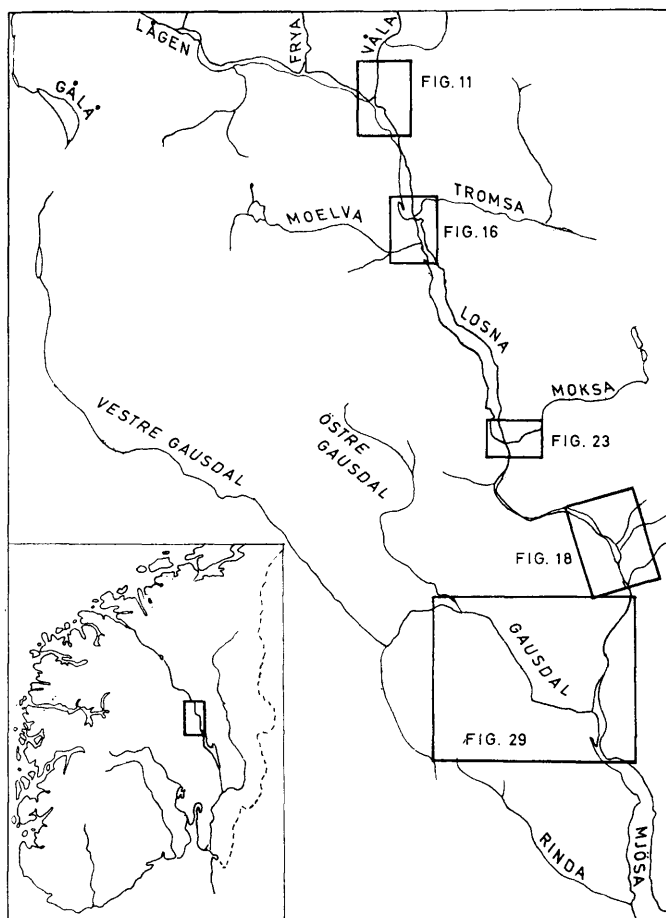 LÅGEN
FRYA
VÅLA
FIG. 11
GÅLÅ
TROMSA
MOELVA
FIG. 16
LOSNA
MOKSA
VESTRE GAUSDAL
ÖSTRE
GAUSDAL
FIG. 23
FIG. 18
GAUSDAL
FIG. 29
RINDA
MJÖSA